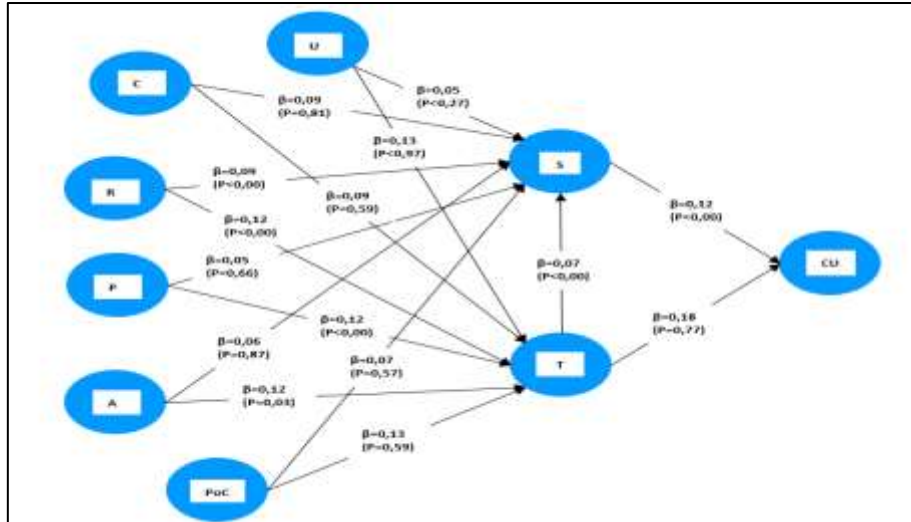 U
C
β=0,05
(P<0,27)
β=0,09
(P=0,81)
β=0,13
(P<0,97)
S
R
β=0,09
(P<0,00)
β=0,09
(P=0,59)
β=0,12
(P<0,00)
β=0,12
(P=0,00)
P
β=0,05
(P=0,66)
β=0,07
(P<0,00)
CU
β=0,12
(P<0,00)
β=0,06
(P=0,87)
β=0,07
(P=0,57)
β=0,18
(P=0,77)
T
A
β=0,12
(P=0,03)
β=0,13
(P=0,59)
PoC